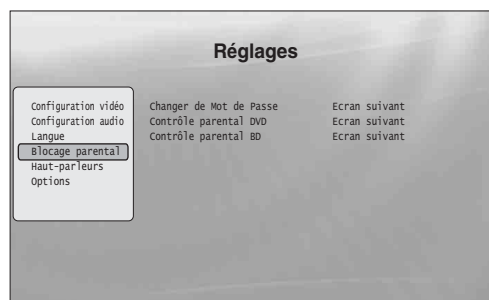 Réglages
Configuration vidéo
Configuration audio
Langue
Blocage parental
Haut-parleurs
Options
Changer de Mot de Passe Ecran suivant
Contrôle parental DVD Ecran suivant
Contrôle parental BD Ecran suivant